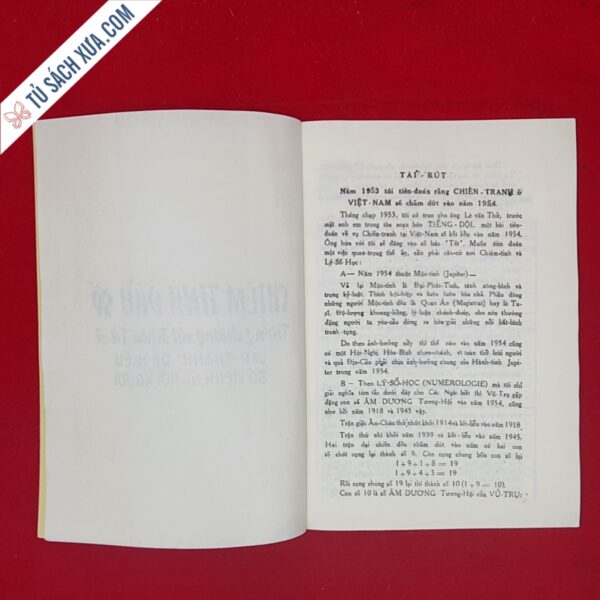 TỦ SÁCH XƯA.COM
TÁI - BÚT
Năm 1953 tôi tiên-đoán rằng CHIẾN-TRANH ở
VIỆT-NAM sẽ chấm dứt vào năm 1954.
Tháng chạp 1953, tôi có trao cho ông Lê văn Thử, trước
mặt anh em trong tòa soạn báo TIẾNG-DỘI, một bài tiên-
đoán về vụ Chiến-tranh tại Việt-Nam sẽ kết liễu vào năm 1954.
Ông hứa với tôi sẽ đăng vào số báo "Tết". Muốn tiên đoán
một việc quan-trọng thế ấy, cần phải căn-cứ nơi Chiêm-tinh và
Lý-Số-Học :
A— Năm 1954 thuộc Mộc-tinh (Jupiter)—
Vả lại Mộc-tinh là Đại-Phúc-Tinh, tánh nông-bình và
trọng kỷ-luật. Thích hội-hiệp và luôn luôn hòa nhã. Phần đông
những người Mộc-tinh đều là Quan-Án (Magistrat) hay là Tu-
sĩ. Độ-lượng khoang-hồng, lý-luận chánh-đoán, cho nên thường
dặng người ta yêu-cầu đứng ra hòa-giải những nỗi bất-bình
tranh-tụng.
Do theo ảnh-hưởng nầy thì thế nào vào năm 1954 cũng
có một Hội-Nghị Hòa-Bình chơn-chánh, vì toàn thể loài người
và quả Địa-Cầu phải chịu ảnh-hưởng chung của Hành-tinh Jupi-
ter trong năm 1954.
B — Theo LÝ-SỐ-HỌC (NUMEROLOGIE) mà tôi chỉ
giải nghĩa tóm tắc dưới đây cho Các Ngài biết thì Vũ-Trụ gặp
đặng con số ÂM DƯƠNG Tương-Hội vào năm 1954, cũng
như hồi năm 1918 và 1945 vậy.
Trận giặc Âu-Châu thứ nhứt khởi 1914 và kết-liễu vào năm 1918
Trận thứ nhì khởi năm 1939 và kết - liễu vào năm 1945.
Hai trận đại chiến đều chấm dứt vào năm có hai con
số chót cọng lại thành số 9. Còn cọng chung bốn con số lại
1 + 9 + 1 + 8 = 19
1 + 9 + 4 + 5 = 19
Rồi cọng chung số 19 lại thì thành số 10 (1 + 9 = 10).
Con số 10 là số ÂM DƯƠNG Tương-Hội của VŨ-TRỤ: